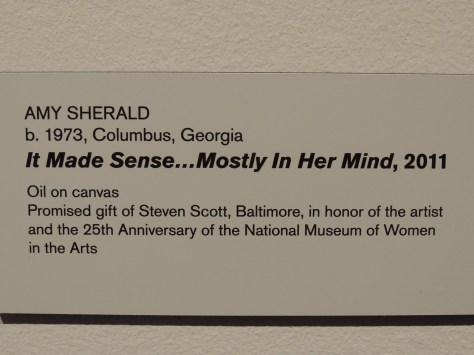 AMY SHERALD
b. 1973, Columbus, Georgia
It Made Sense...Mostly In Her Mind, 2011
Oil on canvas
Promised gift of Steven Scott, Baltimore, in honor of the artist
and the 25th Anniversary of the National Museum of Women
in the Arts